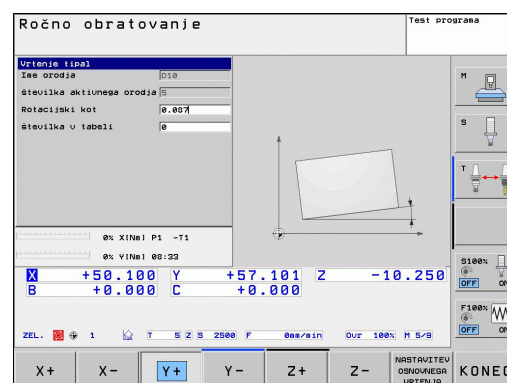 Ročno obratovanje
Test programa
Vrtenje tipal
Ime orodja D10
številka aktivnega orodja 5
Rotacijski kot 0.087
številka v tabeli 0
M
S
T
0% X[Nm] P1 -T1
0% Y[Nm] 08:33
X +50.100 Y +57.101 Z -10.250
B +0.000 C +0.000
S100%
OFF ON
F100%
OFF ON
ZEL. 1 T 5 Z S 2500 F 0mm/min Ovr 100% M 5/9
X+ X- Y+ Y- Z+ Z- NASTAVITEV OSNOVNEGA VRTENJA KONEC